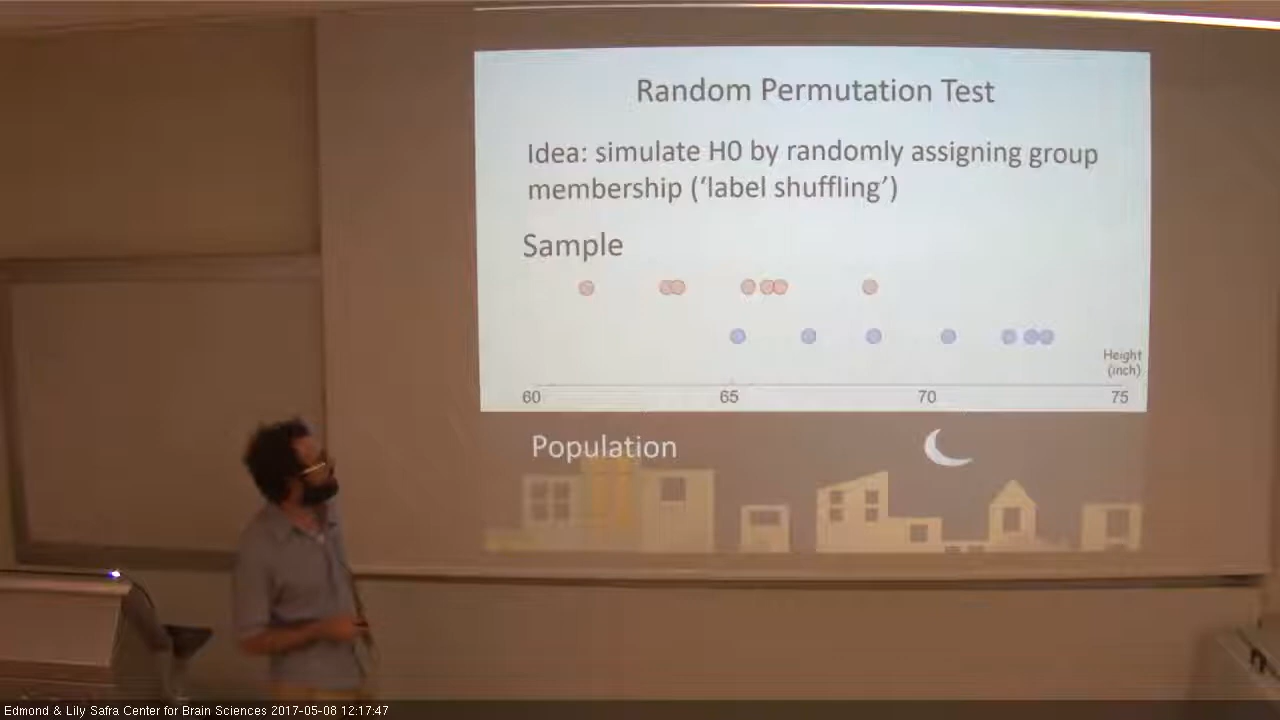 Random Permutation Test
Idea: simulate H0 by randomly assigning group
membership (‘label shuffling’)
Sample
Height
(inch)
60 65 70 75
Population
Edmond & Lily Safra Center for Brain Sciences 2017-05-08 12:17:47